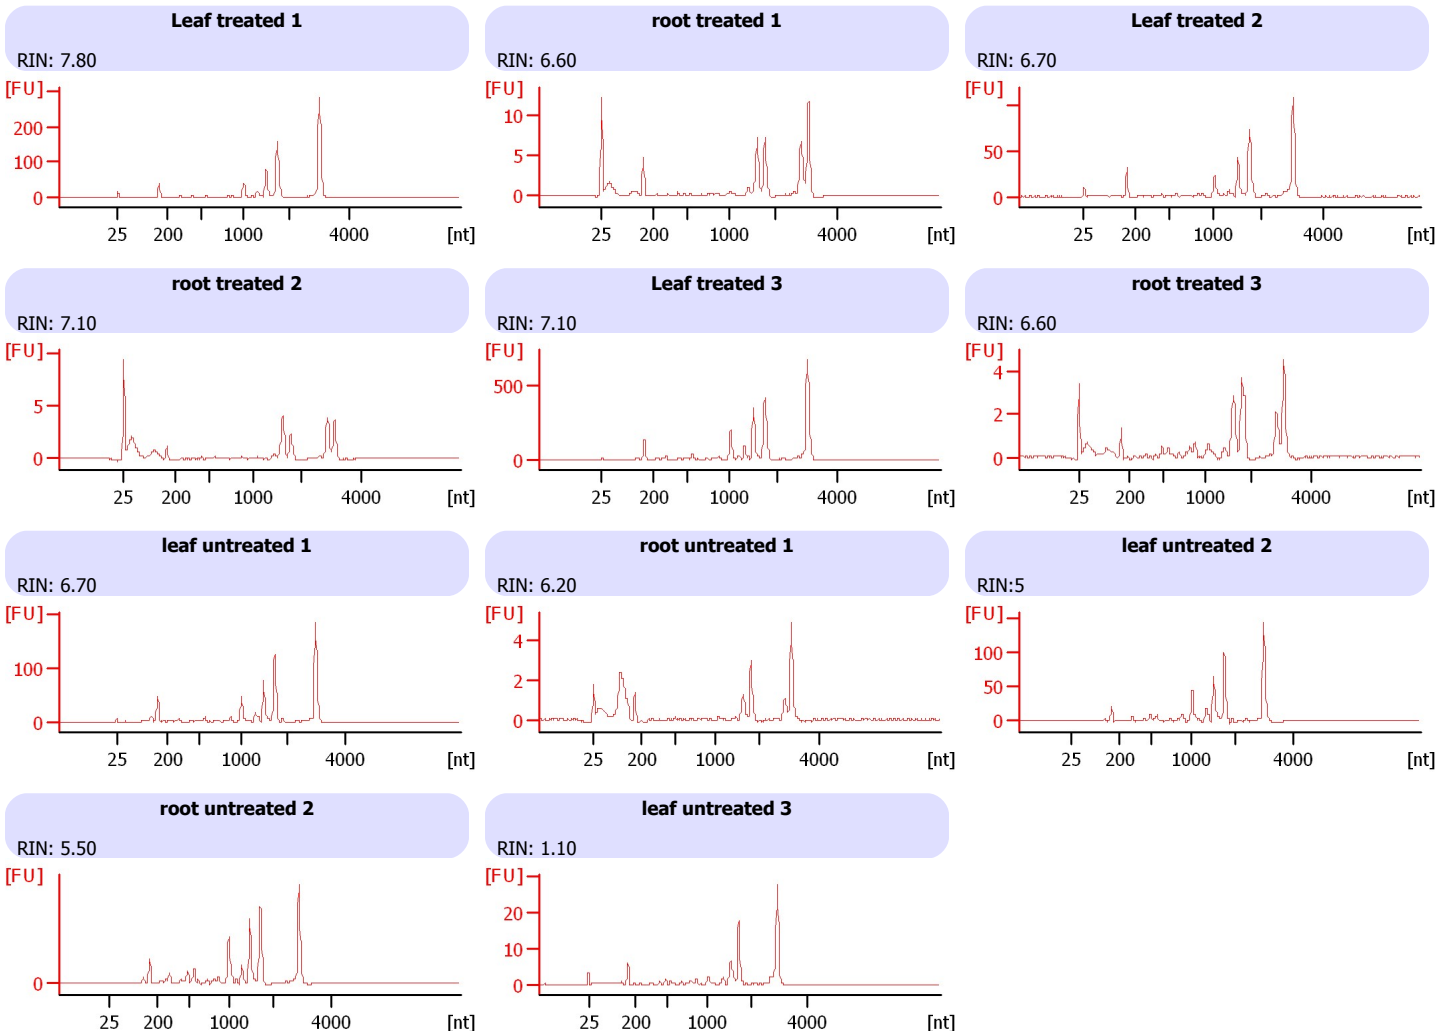 Leaf treated 1
RIN: 7.80
[FU]
200
100
0
25 200 1000 4000 [nt]
root treated 1
RIN: 6.60
[FU]
10
5
0
25 200 1000 4000 [nt]
Leaf treated 2
RIN: 6.70
[FU]
50
0
25 200 1000 4000 [nt]
root treated 2
RIN: 7.10
[FU]
5
0
25 200 1000 4000 [nt]
Leaf treated 3
RIN: 7.10
[FU]
500
0
25 200 1000 4000 [nt]
root treated 3
RIN: 6.60
[FU]
4
2
0
25 200 1000 4000 [nt]
leaf untreated 1
RIN: 6.70
[FU]
100
0
25 200 1000 4000 [nt]
root untreated 1
RIN: 6.20
[FU]
4
2
0
25 200 1000 4000 [nt]
leaf untreated 2
RIN:5
[FU]
100
50
0
25 200 1000 4000 [nt]
root untreated 2
RIN: 5.50
[FU]
0
25 200 1000 4000 [nt]
leaf untreated 3
RIN: 1.10
[FU]
20
10
0
25 200 1000 4000 [nt]